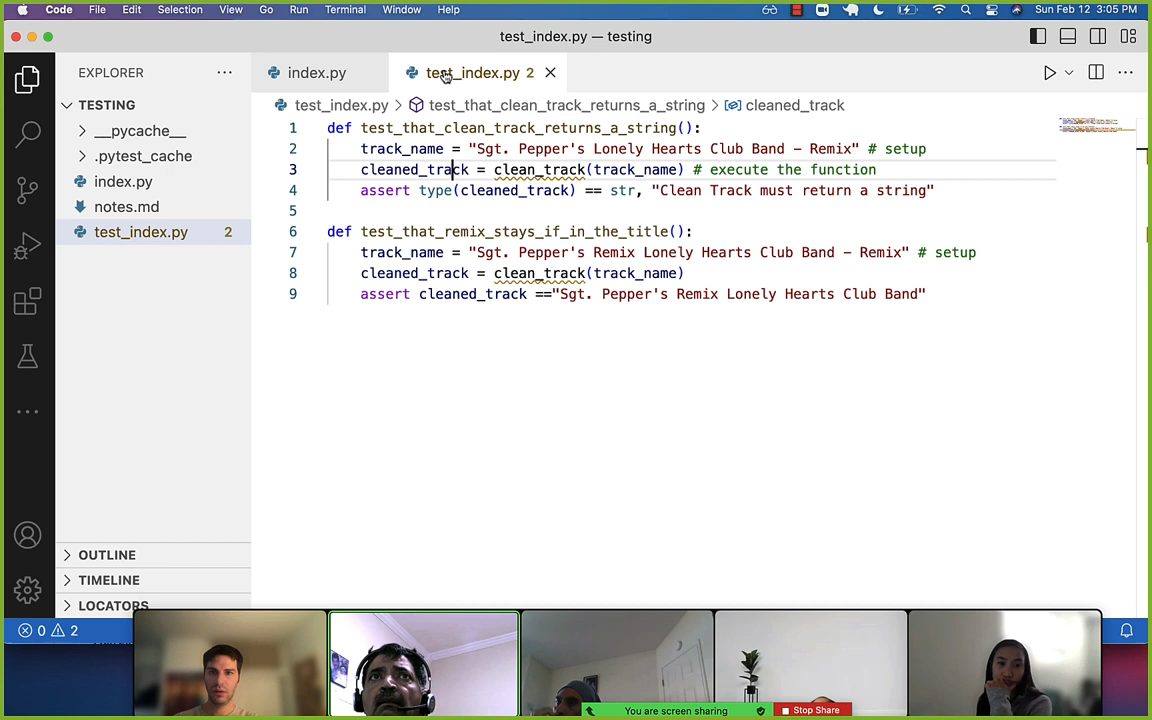 Code File Edit Selection View Go Run Terminal Window Help Sun Feb 12 3:05 PM
test_index.py — testing
EXPLORER
index.py
test_index.py 2
test_index.py > test_that_clean_track_returns_a_string > cleaned_track
TESTING
__pycache__
.pytest_cache
index.py
notes.md
test_index.py 2
1 def test_that_clean_track_returns_a_string():
2 track_name = "Sgt. Pepper's Lonely Hearts Club Band – Remix" # setup
3 cleaned_track = clean_track(track_name) # execute the function
4 assert type(cleaned_track) == str, "Clean Track must return a string"
5
6 def test_that_remix_stays_if_in_the_title():
7 track_name = "Sgt. Pepper's Remix Lonely Hearts Club Band – Remix" # setup
8 cleaned_track = clean_track(track_name)
9 assert cleaned_track =="Sgt. Pepper's Remix Lonely Hearts Club Band"
OUTLINE
TIMELINE
LOCATORS
0 2
You are screen sharing Stop Share